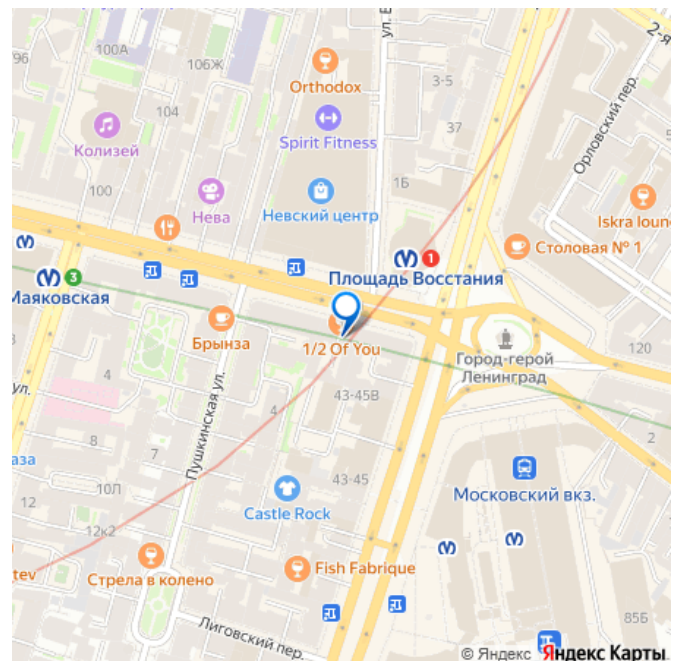 100А
106Ж
ул.
2-я
96
Orthodox
3-5
Орловский пер.
104
Spirit Fitness
37
Колизей
100
1Б
Нева
Невский центр
Iskra loun
Столовая № 1
1
3
Площадь Восстания
Маяковская
Брынза
1/2 Of You
Город-герой
Ленинград
120
4
ул.
Пушкинская ул.
4
43-45В
8
7
2
аза
43-45
Московский вкз.
12
10Л
Castle Rock
12к2
tev
Стрела в колено
Fish Fabrique
Лиговский пер.
85Б
© Яндекс Яндекс Карты